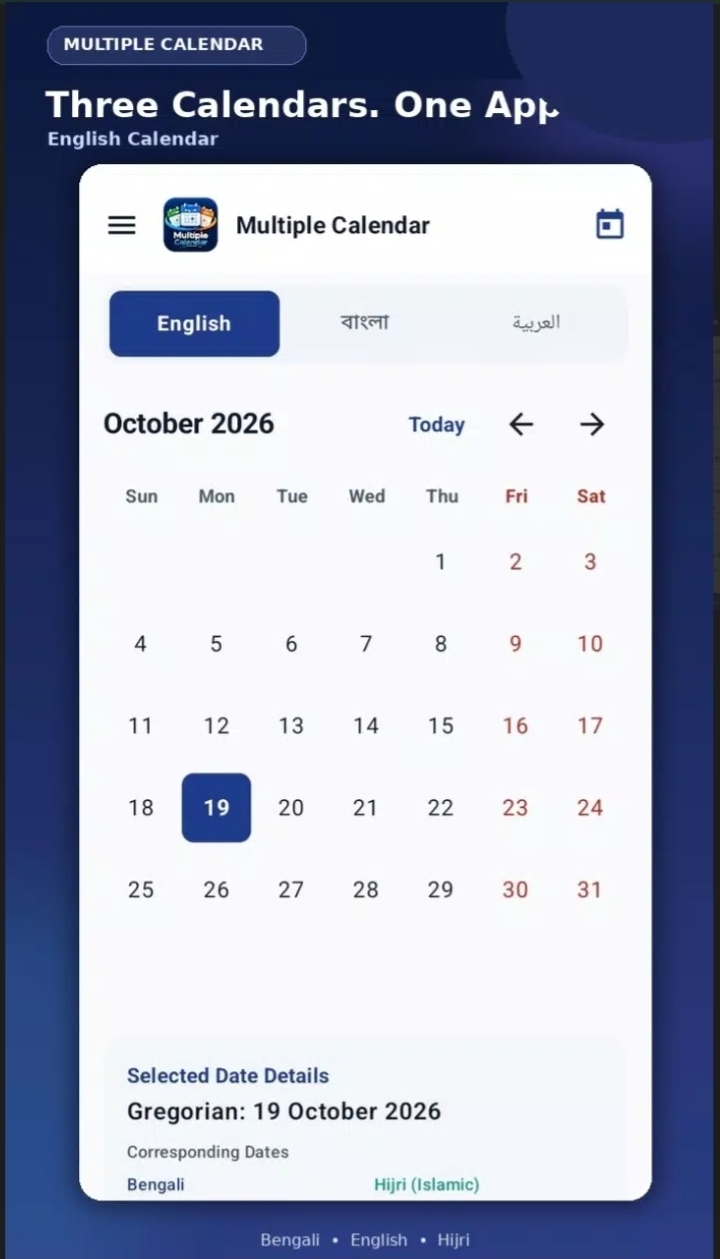 MULTIPLE CALENDAR
Three Calendars. One App
English Calendar
Multiple Calendar
Multiple Calendar
English বাংলা العربية
October 2026 Today
Sun Mon Tue Wed Thu Fri Sat
1 2 3
4 5 6 7 8 9 10
11 12 13 14 15 16 17
18 19 20 21 22 23 24
25 26 27 28 29 30 31
Selected Date Details
Gregorian: 19 October 2026
Corresponding Dates
Bengali Hijri (Islamic)
Bengali • English • Hijri